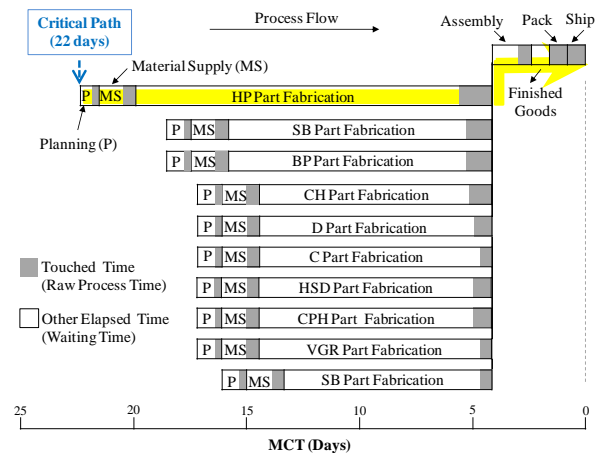 Critical Path
(22 days)
Process Flow
Assembly
Pack
Ship
Material Supply (MS)
P
MS
HP Part Fabrication
Finished
Goods
Planning (P)
P
MS
SB Part Fabrication
P
MS
BP Part Fabrication
P
MS
CH Part Fabrication
P
MS
D Part Fabrication
P
MS
C Part Fabrication
P
MS
HSD Part Fabrication
P
MS
CPH Part Fabrication
P
MS
VGR Part Fabrication
P
MS
SB Part Fabrication
Touched Time
(Raw Process Time)
Other Elapsed Time
(Waiting Time)
25
20
15
10
5
0
MCT (Days)